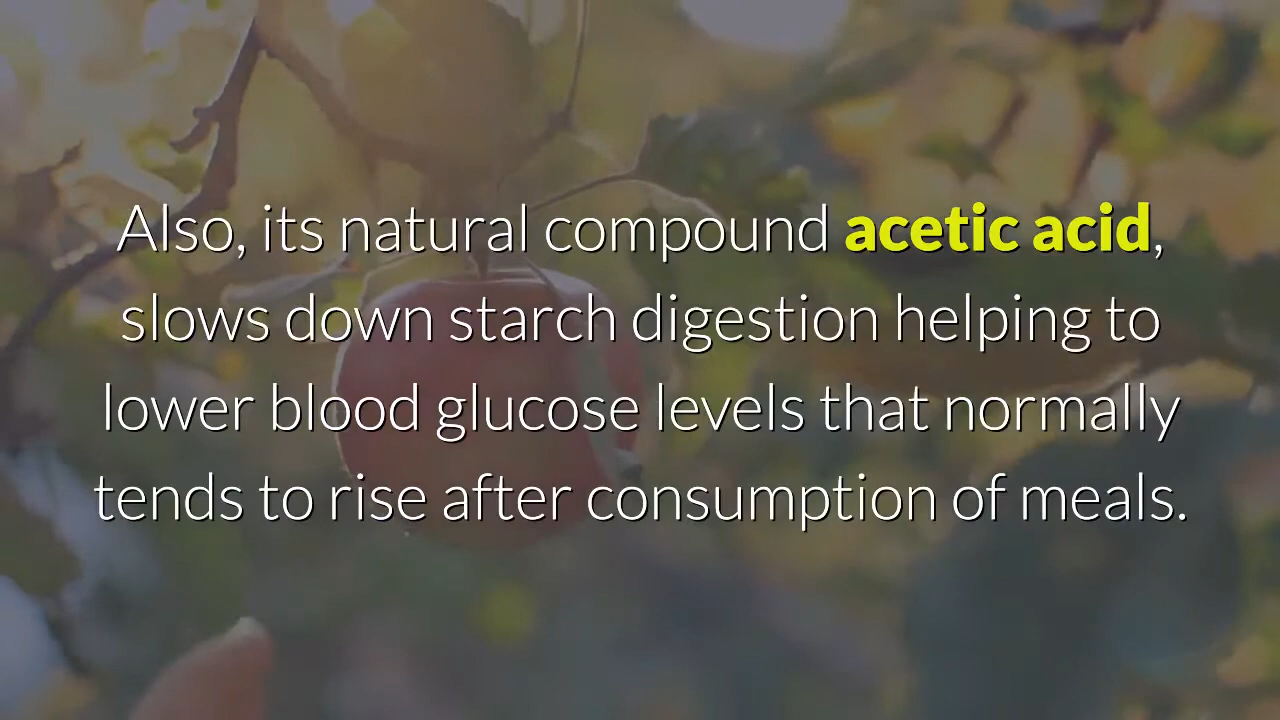 Also, its natural compound acetic acid,
slows down starch digestion helping to
lower blood glucose levels that normally
tends to rise after consumption of meals.